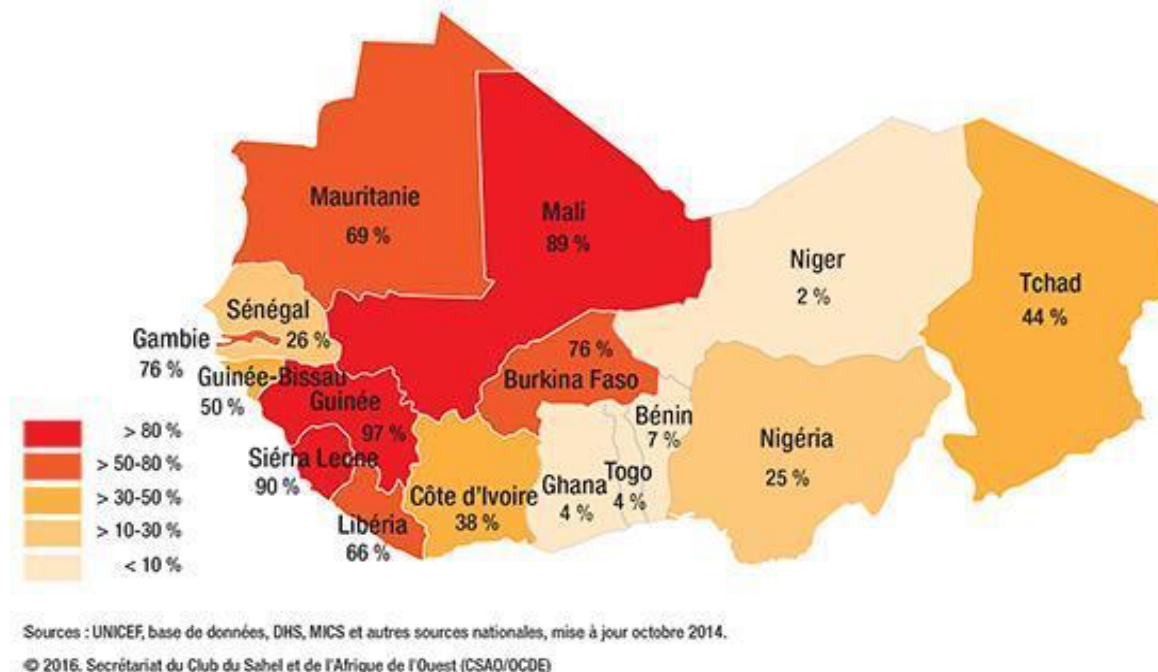 Mauritanie
69 %
Mali
89 %
Niger
2 %
Tchad
44 %
Sénégal
26 %
Gambie
76 %
Guinée-Bissau
50 %
Guinée
97 %
Siérra Leone
90 %
Libéria
66 %
Côte d'Ivoire
38 %
76 %
Burkina Faso
Ghana
4 %
Togo
4 %
Bénin
7 %
Nigéria
25 %
> 80 %
> 50-80 %
> 30-50 %
> 10-30 %
< 10 %
Sources : UNICEF, base de données, DHS, MICS et autres sources nationales, mise à jour octobre 2014.
© 2016. Secrétariat du Club du Sahel et de l'Afrique de l'Ouest (CSAO/OCDE)